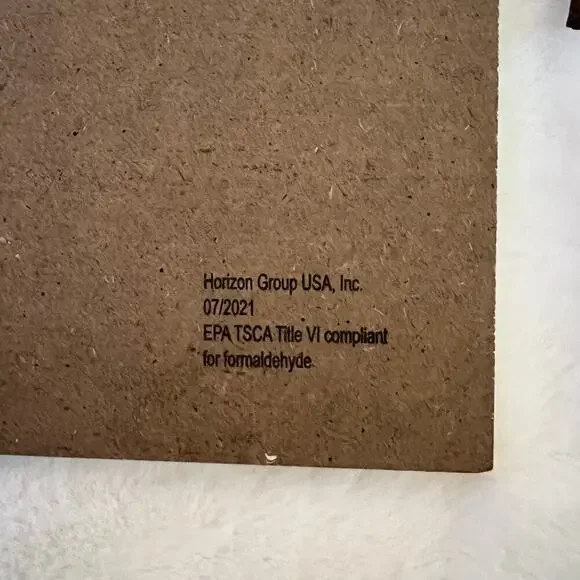 Horizon Group USA, Inc.
07/2021
EPA TSCA Title VI compliant
for formaldehyde